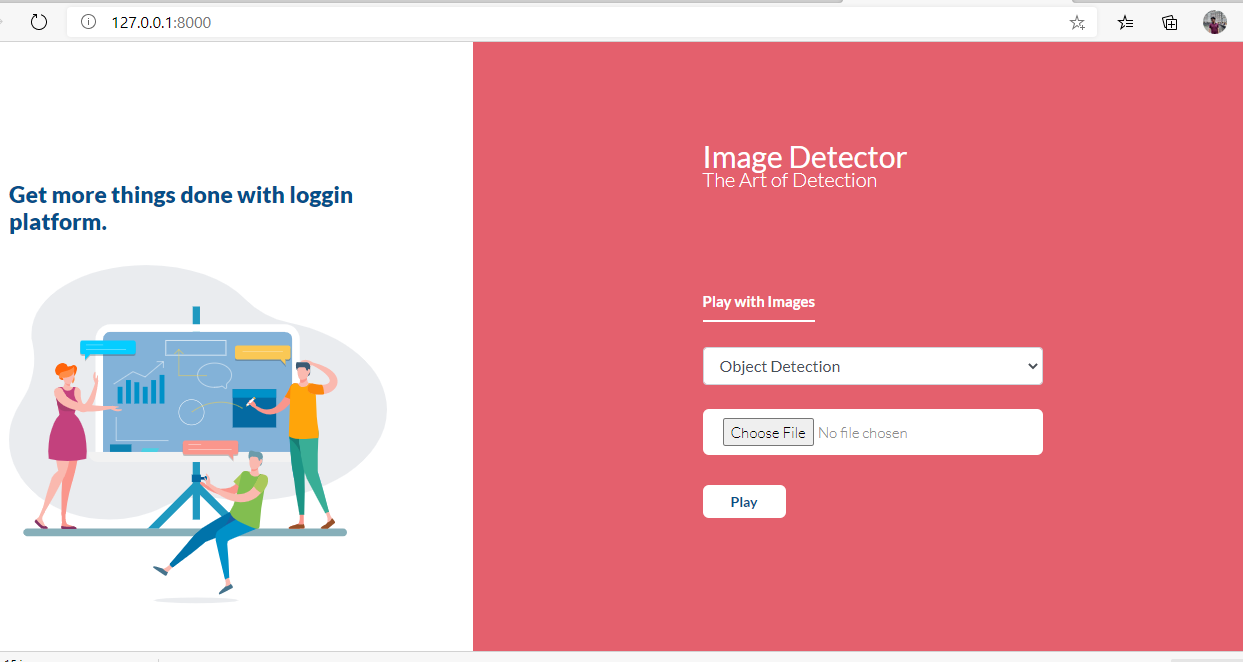 127.0.0.1:8000
Get more things done with loggin
platform.
Image Detector
The Art of Detection
Play with Images
Object Detection
Choose File No file chosen
Play